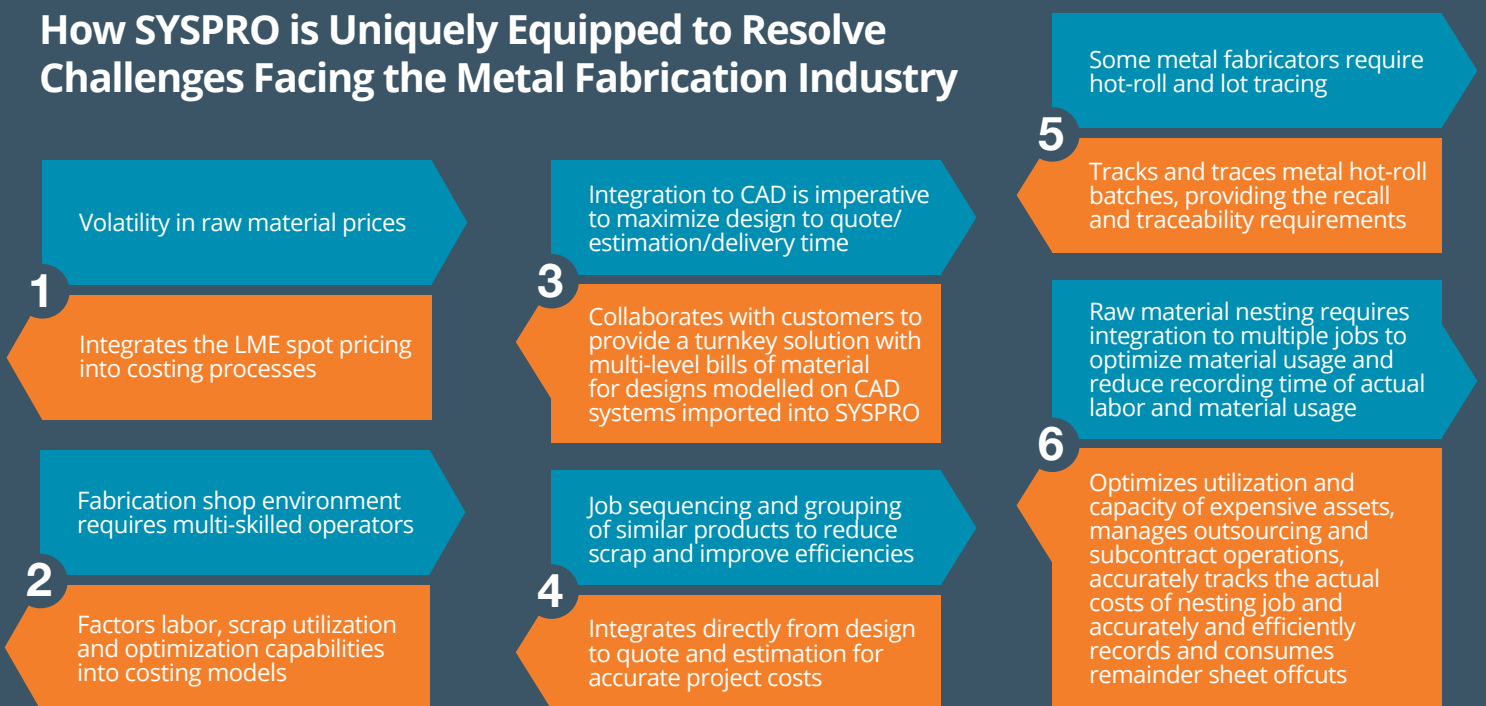 How SYSPRO is Uniquely Equipped to Resolve
Challenges Facing the Metal Fabrication Industry
1
Volatility in raw material prices
Integrates the LME spot pricing
into costing processes
2
Fabrication shop environment
requires multi-skilled operators
Factors labor, scrap utilization
and optimization capabilities
into costing models
3
Integration to CAD is imperative
to maximize design to quote/
estimation/delivery time
Collaborates with customers to
provide a turnkey solution with
multi-level bills of material
for designs modelled on CAD
systems imported into SYSPRO
4
Job sequencing and grouping
of similar products to reduce
scrap and improve efficiencies
Integrates directly from design
to quote and estimation for
accurate project costs
5
Some metal fabricators require
hot-roll and lot tracing
Tracks and traces metal hot-roll
batches, providing the recall
and traceability requirements
6
Raw material nesting requires
integration to multiple jobs to
optimize material usage and
reduce recording time of actual
labor and material usage
Optimizes utilization and
capacity of expensive assets,
manages outsourcing and
subcontract operations,
accurately tracks the actual
costs of nesting job and
accurately and efficiently
records and consumes
remainder sheet offcuts